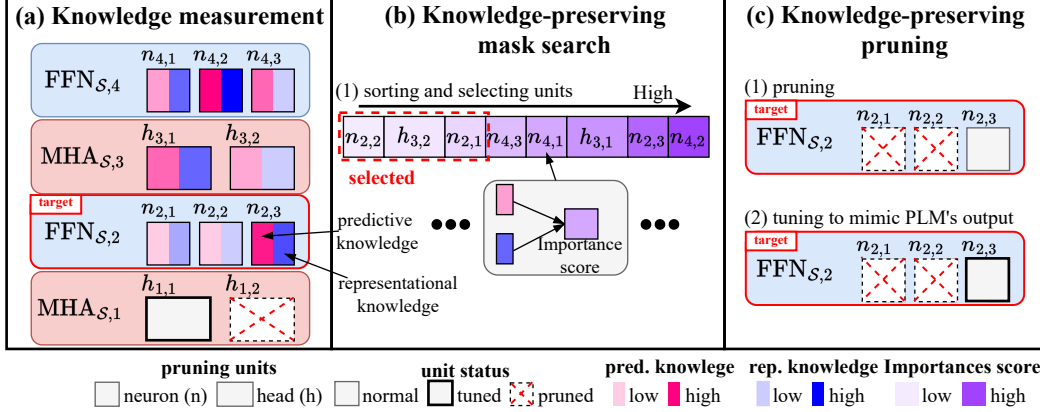 (a) Knowledge measurement
n4,1 n4,2 n4,3
FFN𝒮,4
h3,1 h3,2
MHA𝒮,3
target
n2,1 n2,2 n2,3
FFN𝒮,2
h1,1 h1,2
MHA𝒮,1
predictive
knowledge
representational
knowledge
(b) Knowledge-preserving
mask search
(1) sorting and selecting units
High
n2,2 h3,2 n2,1 n4,3 n4,1 h3,1 n2,3 n4,2
selected
●●● ●●●
Importance
score
(c) Knowledge-preserving
pruning
(1) pruning
target
n2,1 n2,2 n2,3
FFN𝒮,2
(2) tuning to mimic PLM's output
target
n2,1 n2,2 n2,3
FFN𝒮,2
pruning units
neuron (n) head (h)
unit status
normal tuned pruned
pred. knowlege
low high
rep. knowledge
low high
Importances score
low high